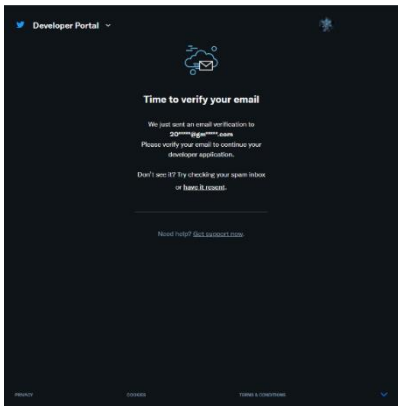 Developer Portal
Time to verify your email
We just sent an email verification to
20*****@gm*****.com
Please verify your email to continue your
developer application.
Don't see it? Try checking your spam inbox
or have it resent.
Need help? Get support now.
PRIVACY
COOKIES
TERMS & CONDITIONS